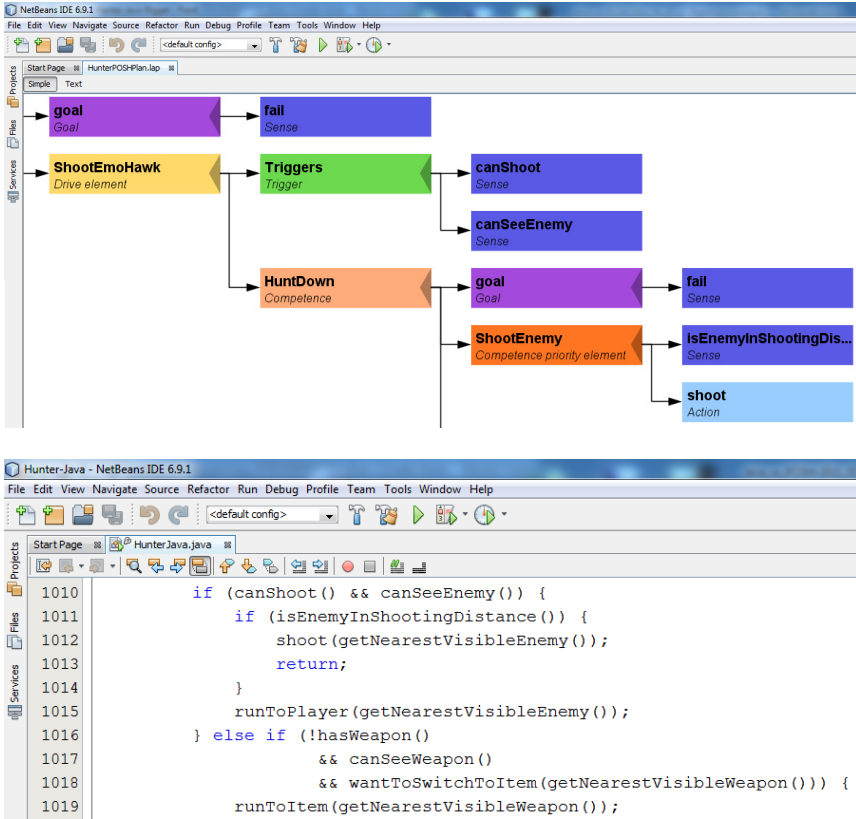 NetBeans IDE 6.9.1
File Edit View Navigate Source Refactor Run Debug Profile Team Tools Window Help
<default config>
Projects
Files
Services
Start Page HunterPOSHPlan.lap
Simple Text
goal
Goal
fail
Sense
ShootEmoHawk
Drive element
Triggers
Trigger
canShoot
Sense
canSeeEnemy
Sense
HuntDown
Competence
goal
Goal
fail
Sense
ShootEnemy
Competence priority element
isEnemyInShootingDis...
Sense
shoot
Action
Hunter-Java - NetBeans IDE 6.9.1
File Edit View Navigate Source Refactor Run Debug Profile Team Tools Window Help
<default config>
Projects
Files
Services
Start Page HunterJava.java
1010 if (canShoot() && canSeeEnemy()) {
1011 if (isEnemyInShootingDistance()) {
1012 shoot(getNearestVisibleEnemy());
1013 return;
1014 }
1015 runToPlayer(getNearestVisibleEnemy());
1016 } else if (!hasWeapon()
1017 && canSeeWeapon()
1018 && wantToSwitchToItem(getNearestVisibleWeapon())) {
1019 runToItem(getNearestVisibleWeapon());